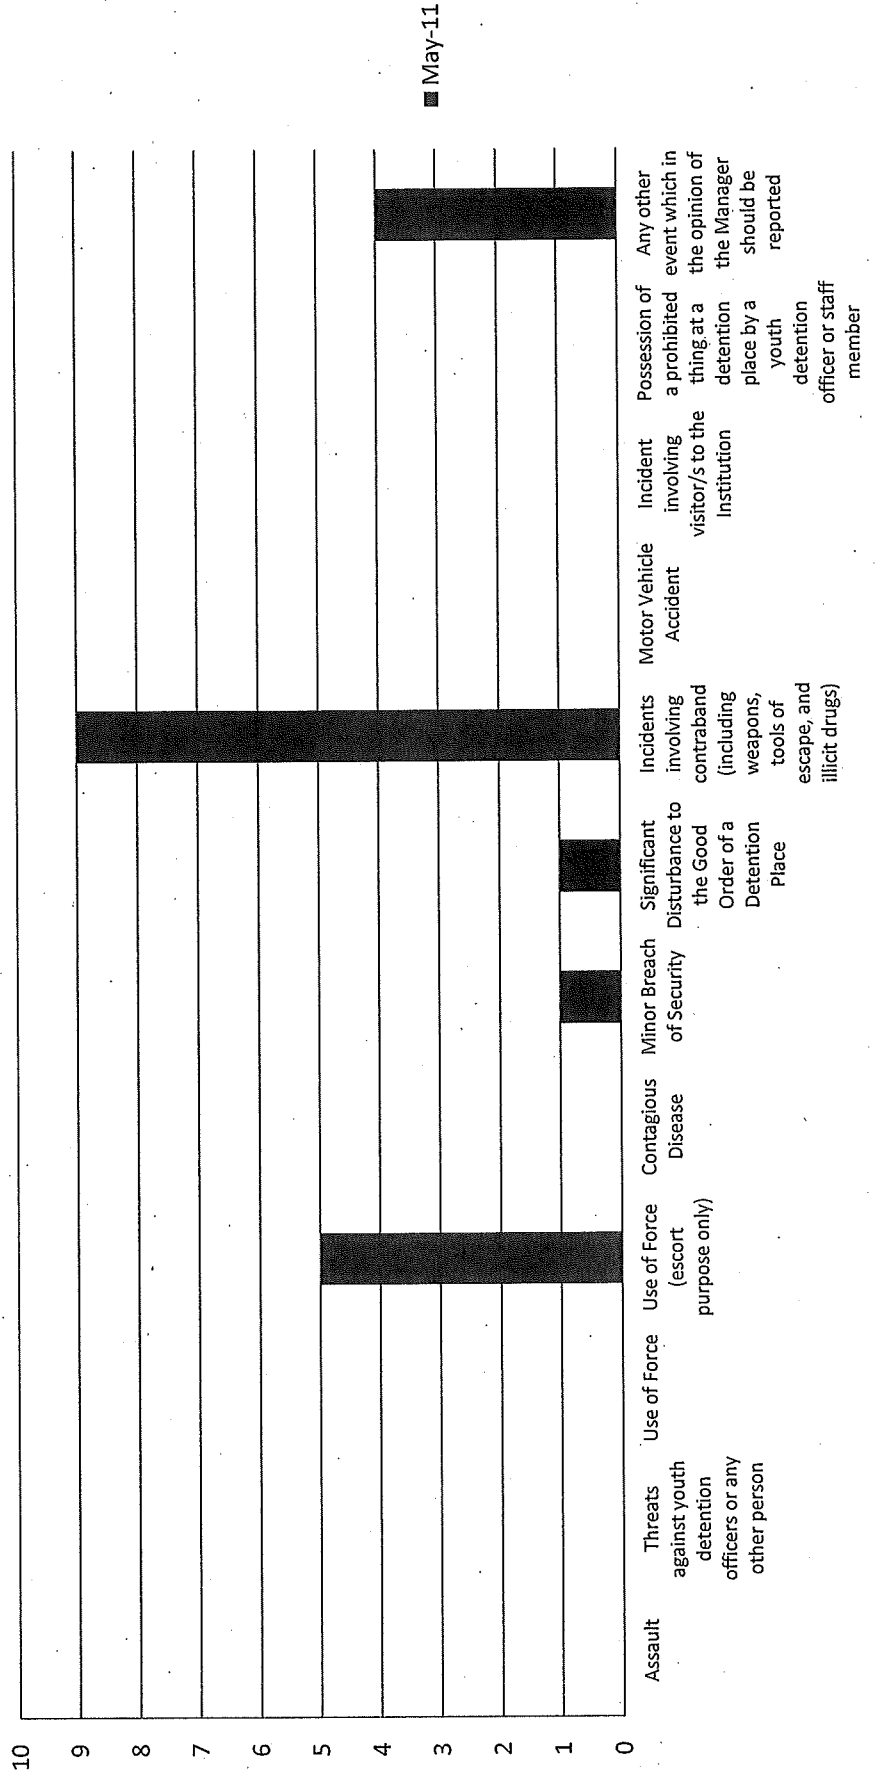 10
9
8
7
6
5
4
3
2
1
0
Assault
Threats
against youth
detention
officers or any
other person
Use of Force
Use of Force
(escort
purpose only)
Contagious
Disease
Minor Breach
of Security
Significant
Disturbance to
the Good
Order of a
Detention
Place
Incidents
involving
contraband
(including
weapons,
tools of
escape, and
illicit drugs)
Motor Vehicle
Accident
Incident
involving
visitor/s to the
Institution
Possession of
a prohibited
thing at a
detention
place by a
youth
detention
officer or staff
member
Any other
event which in
the opinion of
the Manager
should be
reported
May-11